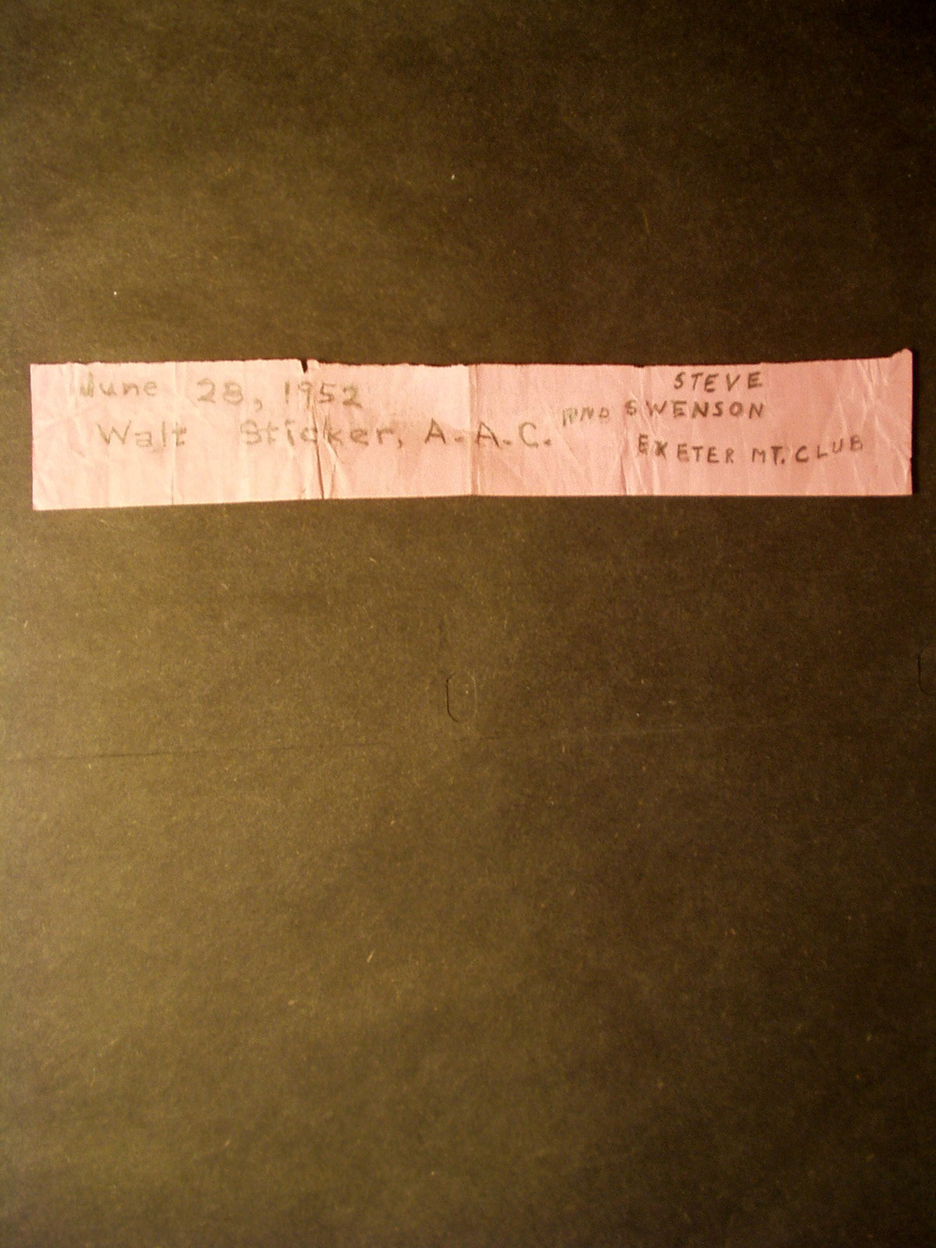 June 28, 1952
Walt Sticker, A.A.C.
STEVE
AND SWENSON
EXETER MT. CLUB